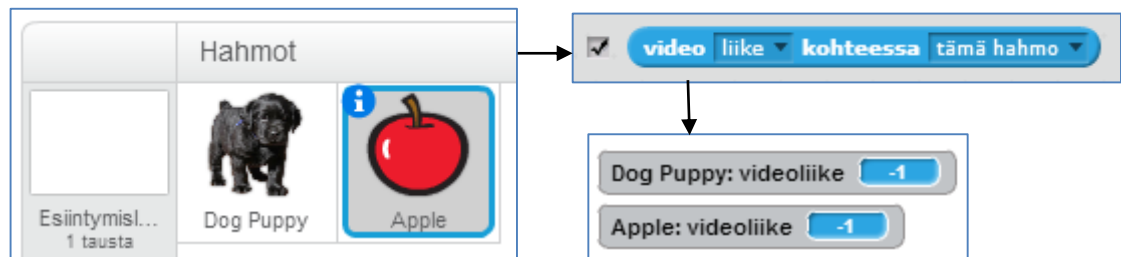 Hahmot
Esiintymisl...
1 tausta
Dog Puppy
Apple
video liike kohteessa tämä hahmo
Dog Puppy: videoliike -1
Apple: videoliike -1